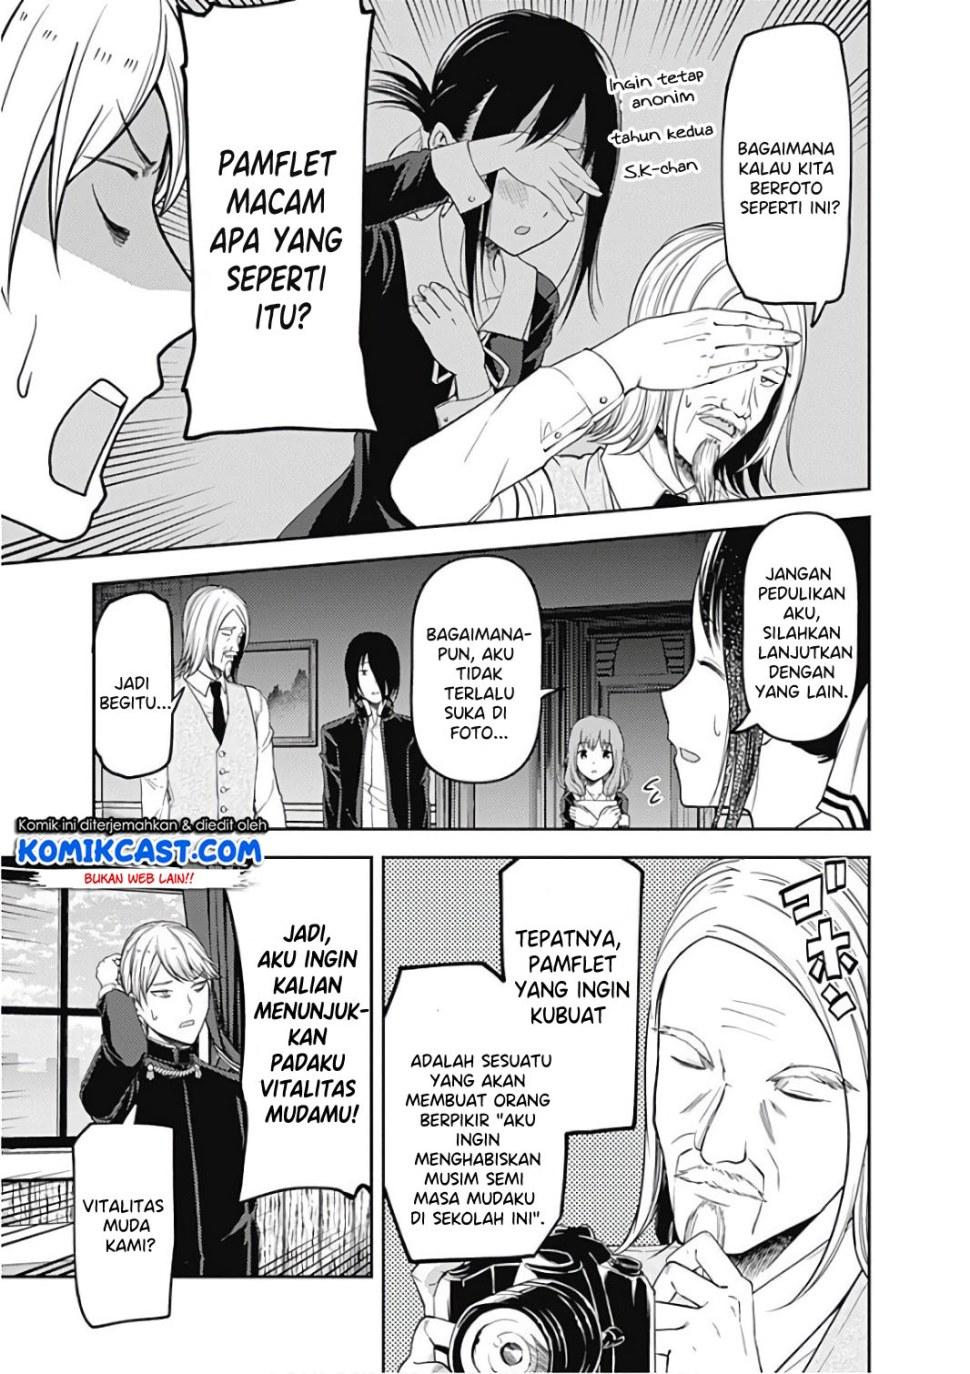 BAGAIMANA
KALAU KITA
BERFOTO
SEPERTI INI?
Ingin tetap
anonim
tahun kedua
S.K-chan
PAMFLET
MACAM
APA YANG
SEPERTI
ITU?
JANGAN
PEDULIKAN
AKU,
SILAHKAN
LANJUTKAN
DENGAN
YANG LAIN.
BAGAIMANA-
PUN, AKU
TIDAK
TERLALU
SUKA DI
FOTO...
JADI
BEGITU...
Komik ini diterjemahkan & diedit oleh
KOMIKCAST.COM
BUKAN WEB LAIN!!
ゴホン
TEPATNYA,
PAMFLET
YANG INGIN
KUBUAT
ADALAH SESUATU
YANG AKAN
MEMBUAT ORANG
BERPIKIR "AKU
INGIN
MENGHABISKAN
MUSIM SEMI
MASA MUDAKU
DI SEKOLAH INI".
JADI,
AKU INGIN
KALIAN
MENUNJUK-
KAN
PADAKU
VITALITAS
MUDAMU!
VITALITAS
MUDA
KAMI?